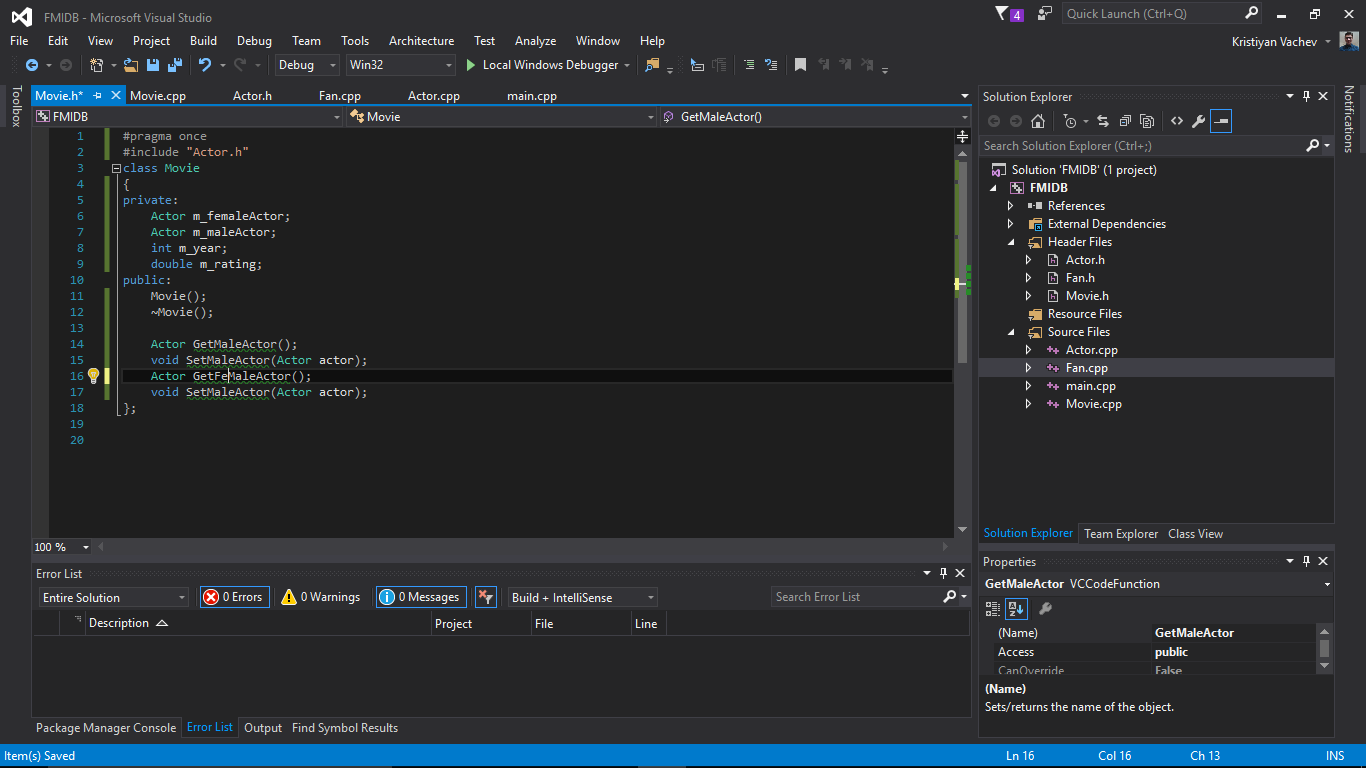 FMIDB - Microsoft Visual Studio
4
Quick Launch (Ctrl+Q)
File Edit View Project Build Debug Team Tools Architecture Test Analyze Window Help
Kristiyan Vachev
Debug Win32 Local Windows Debugger
Toolbox
Movie.h* Movie.cpp Actor.h Fan.cpp Actor.cpp main.cpp
FMIDB Movie GetMaleActor()
1 #pragma once
2 #include "Actor.h"
3 class Movie
4 {
5 private:
6 Actor m_femaleActor;
7 Actor m_maleActor;
8 int m_year;
9 double m_rating;
10 public:
11 Movie();
12 ~Movie();
13
14 Actor GetMaleActor();
15 void SetMaleActor(Actor actor);
16 Actor GetFeMaleActor();
17 void SetMaleActor(Actor actor);
18 };
19
20
100 %
Error List
Entire Solution 0 Errors 0 Warnings 0 Messages Build + IntelliSense Search Error List
Description Project File Line
Package Manager Console Error List Output Find Symbol Results
Solution Explorer
Search Solution Explorer (Ctrl+;)
Solution 'FMIDB' (1 project)
FMIDB
References
External Dependencies
Header Files
Actor.h
Fan.h
Movie.h
Resource Files
Source Files
Actor.cpp
Fan.cpp
main.cpp
Movie.cpp
Solution Explorer Team Explorer Class View
Properties
GetMaleActor VCCodeFunction
(Name) GetMaleActor
Access public
CanOverride False
(Name)
Sets/returns the name of the object.
Notifications
Item(s) Saved Ln 16 Col 16 Ch 13 INS